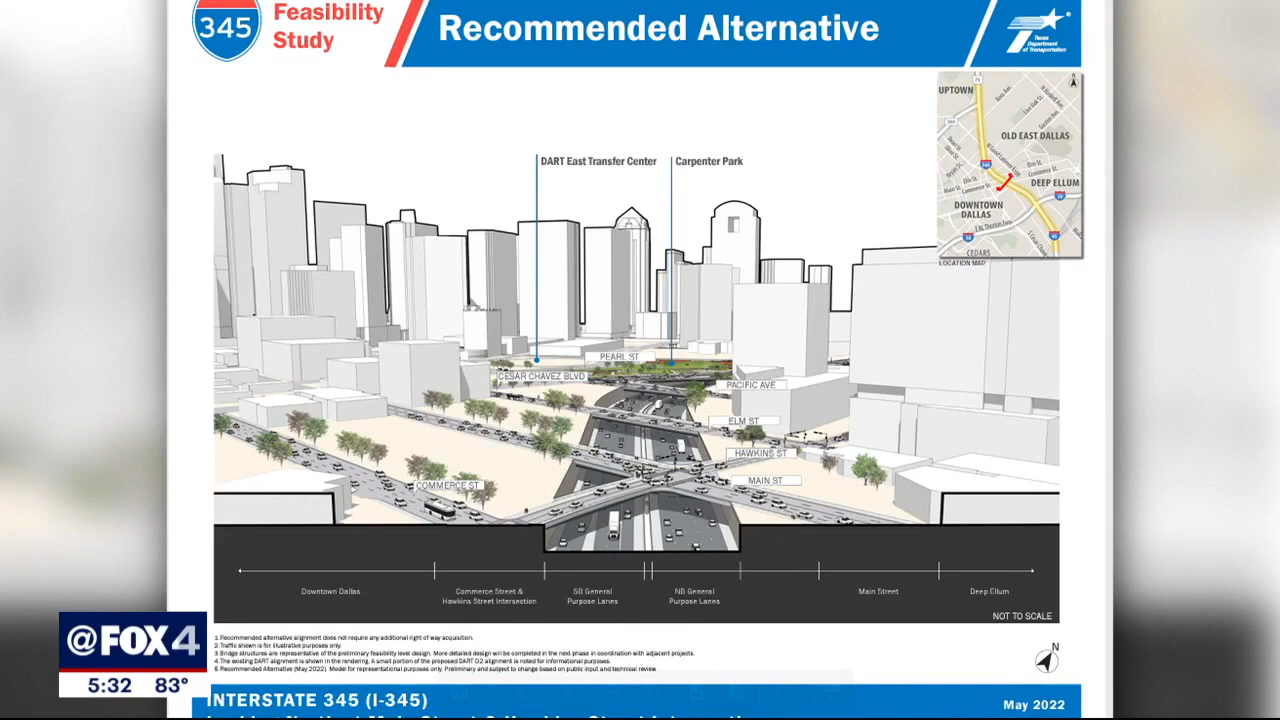 345
Feasibility
Study
Recommended Alternative
Texas
Department
of Transportation
UPTOWN
OLD EAST DALLAS
DEEP ELLUM
DOWNTOWN
DALLAS
CEDARS
LOCATION MAP
DART East Transfer Center
Carpenter Park
PEARL ST
CESAR CHAVEZ BLVD
PACIFIC AVE
ELM ST
HAWKINS ST
MAIN ST
COMMERCE ST
Downtown Dallas
Commerce Street &
Hawkins Street Intersection
SB General
Purpose Lanes
NB General
Purpose Lanes
Main Street
Deep Ellum
NOT TO SCALE
1. Recommended alternative alignment does not require any additional right of way acquisition.
2. Traffic shown is for illustrative purposes only.
3. Bridge structures are representative of the preliminary feasibility level design. More detailed design will be completed in the next phase in coordination with adjacent projects.
4. The existing DART alignment is shown in the rendering. A small portion of the proposed DART D2 alignment is noted for informational purposes.
Recommended Alternative (May 2022). Model for representational purposes only. Preliminary and subject to change based on public input and technical review.
N
@FOX 4
5:32 83°
INTERSTATE 345 (I-345)
May 2022